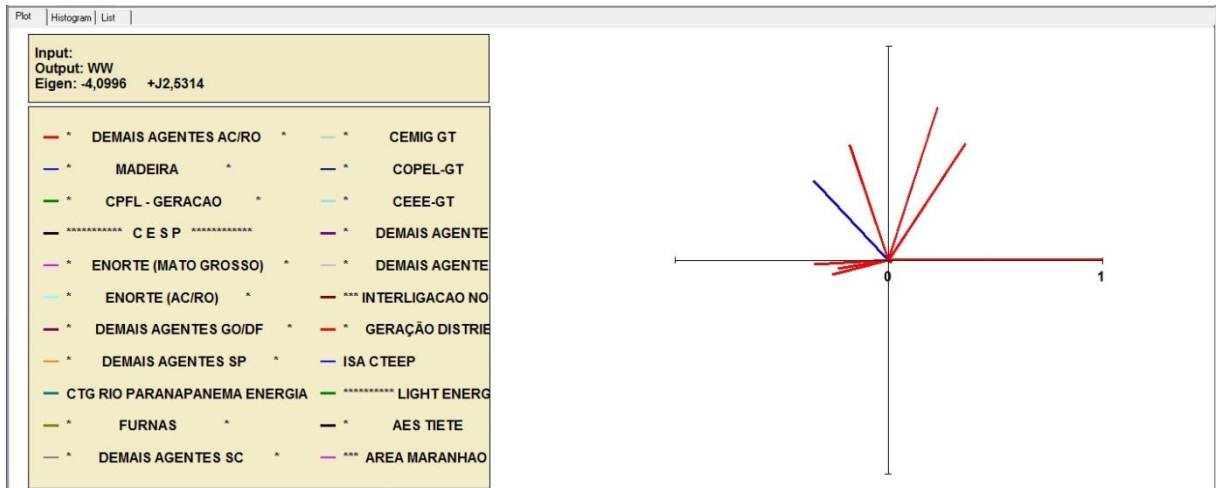 Plot Histogram List
Input:
Output: WW
Eigen: -4,0996 +J2,5314
* DEMAIS AGENTES AC/RO *
* MADEIRA *
* CPFL - GERACAO *
*********** C E S P ************
* ENORTE (MATO GROSSO) *
* ENORTE (AC/RO) *
* DEMAIS AGENTES GO/DF *
* DEMAIS AGENTES SP *
CTG RIO PARANAPANEMA ENERGIA
* FURNAS *
* DEMAIS AGENTES SC *
* CEMIG GT
* COPEL-GT
* CEEE-GT
* DEMAIS AGENTE
* DEMAIS AGENTE
*** INTERLIGACAO NO
* GERAÇÃO DISTRIE
ISA CTEEP
********** LIGHT ENERG
* AES TIETE
*** AREA MARANHAO
0 1